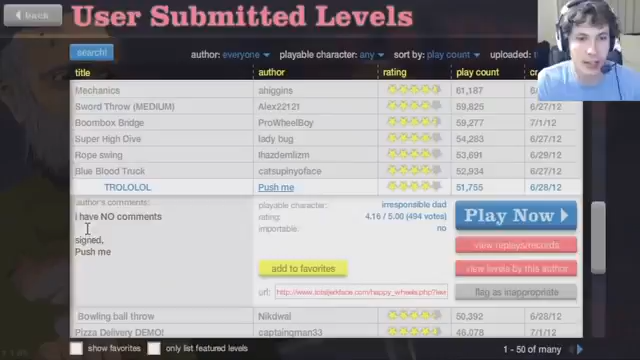 Back
User Submitted Levels
search! author: everyone playable character: any sort by: play count uploaded:
title author rating play count
Mechanics ahiggins 61,187 6/27/12
Sword Throw (MEDIUM) Alex22121 59,825 6/27/12
Boombox Bridge ProWheelBoy 59,277 7/1/12
Super High Dive lady bug 54,283 6/27/12
Rope swing lhazdemlizm 53,691 6/29/12
Blue Blood Truck catsupinyoface 52,934 6/27/12
TROLOLOL Push me 51,755 6/28/12
author's comments:
i have NO comments
signed,
Push me
playable character: irresponsible dad
rating: 4.16 / 5.00 (494 votes)
importable: no
add to favorites
Play Now
view replays/records
view levels by this author
flag as inappropriate
Bowling ball throw Nikdwal 50,392 6/30/12
Pizza Delivery DEMO! captainqman33 46,078 7/1/12
show favorites only list featured levels 1 - 50 of many